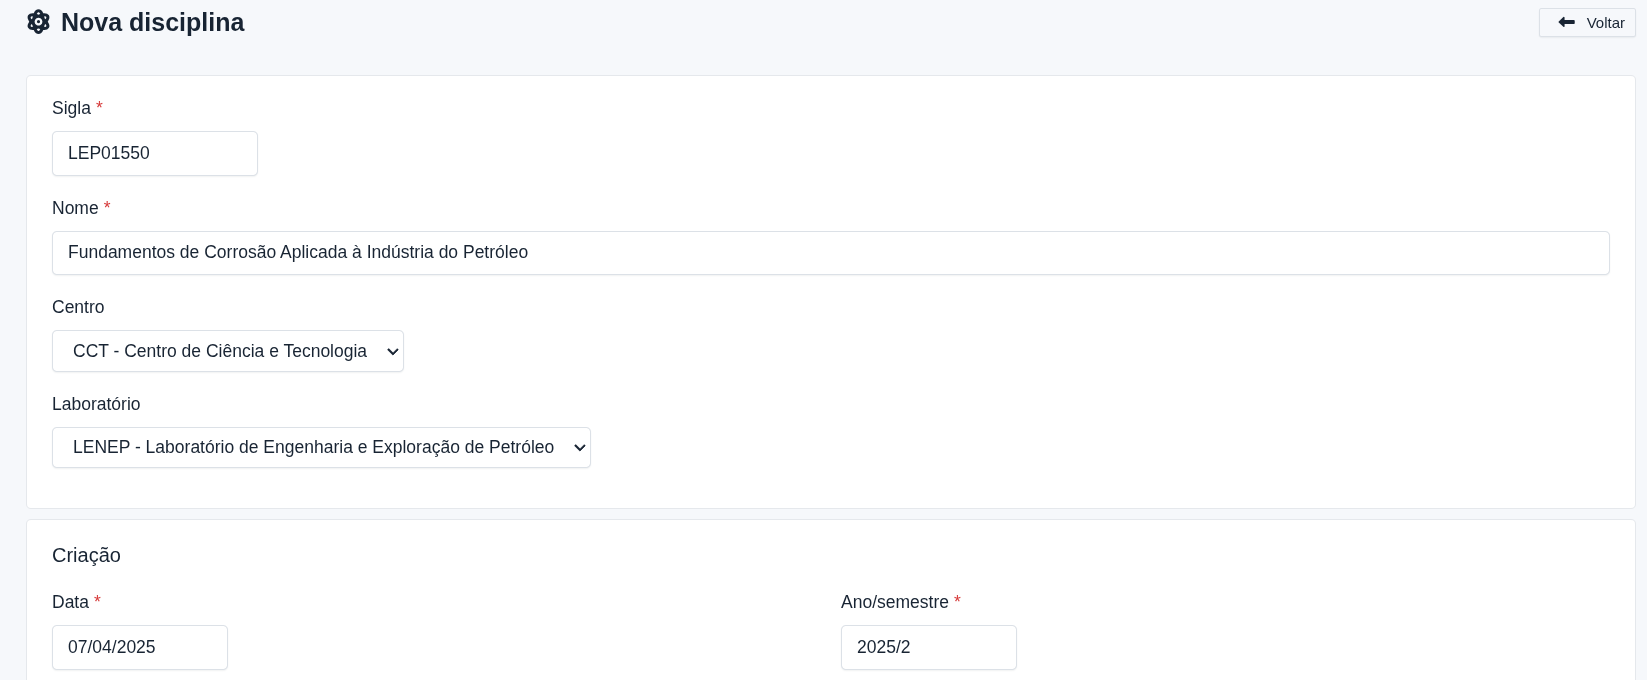 Nova disciplina
Voltar
Sigla *
LEP01550
Nome *
Fundamentos de Corrosão Aplicada à Indústria do Petróleo
Centro
CCT - Centro de Ciência e Tecnologia
Laboratório
LENEP - Laboratório de Engenharia e Exploração de Petróleo
Criação
Data *
Ano/semestre *
07/04/2025
2025/2